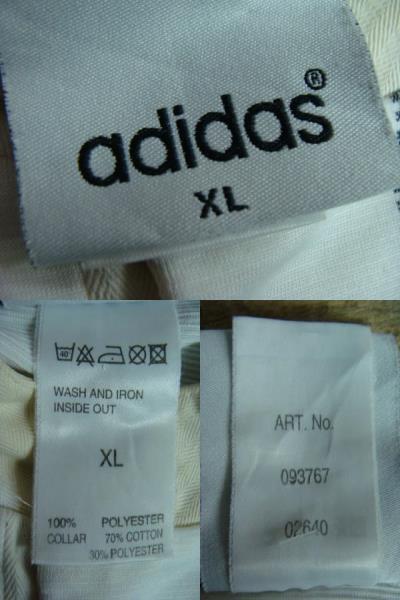 adidas®
XL
40
WASH AND IRON
INSIDE OUT
XL
100% POLYESTER
COLLAR 70% COTTON
30% POLYESTER
ART. No.
093767
02640